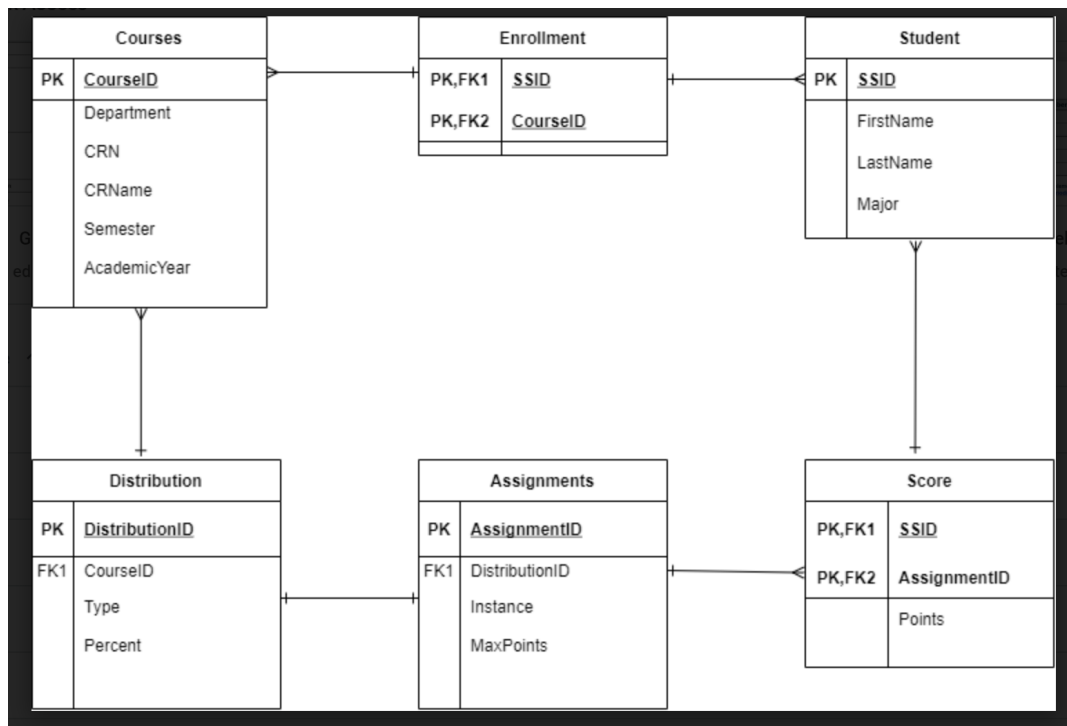 Courses
PK CourseID
Department
CRN
CRName
Semester
AcademicYear
Enrollment
PK,FK1 SSID
PK,FK2 CourseID
Student
PK SSID
FirstName
LastName
Major
Distribution
PK DistributionID
FK1 CourseID
Type
Percent
Assignments
PK AssignmentID
FK1 DistributionID
Instance
MaxPoints
Score
PK,FK1 SSID
PK,FK2 AssignmentID
Points